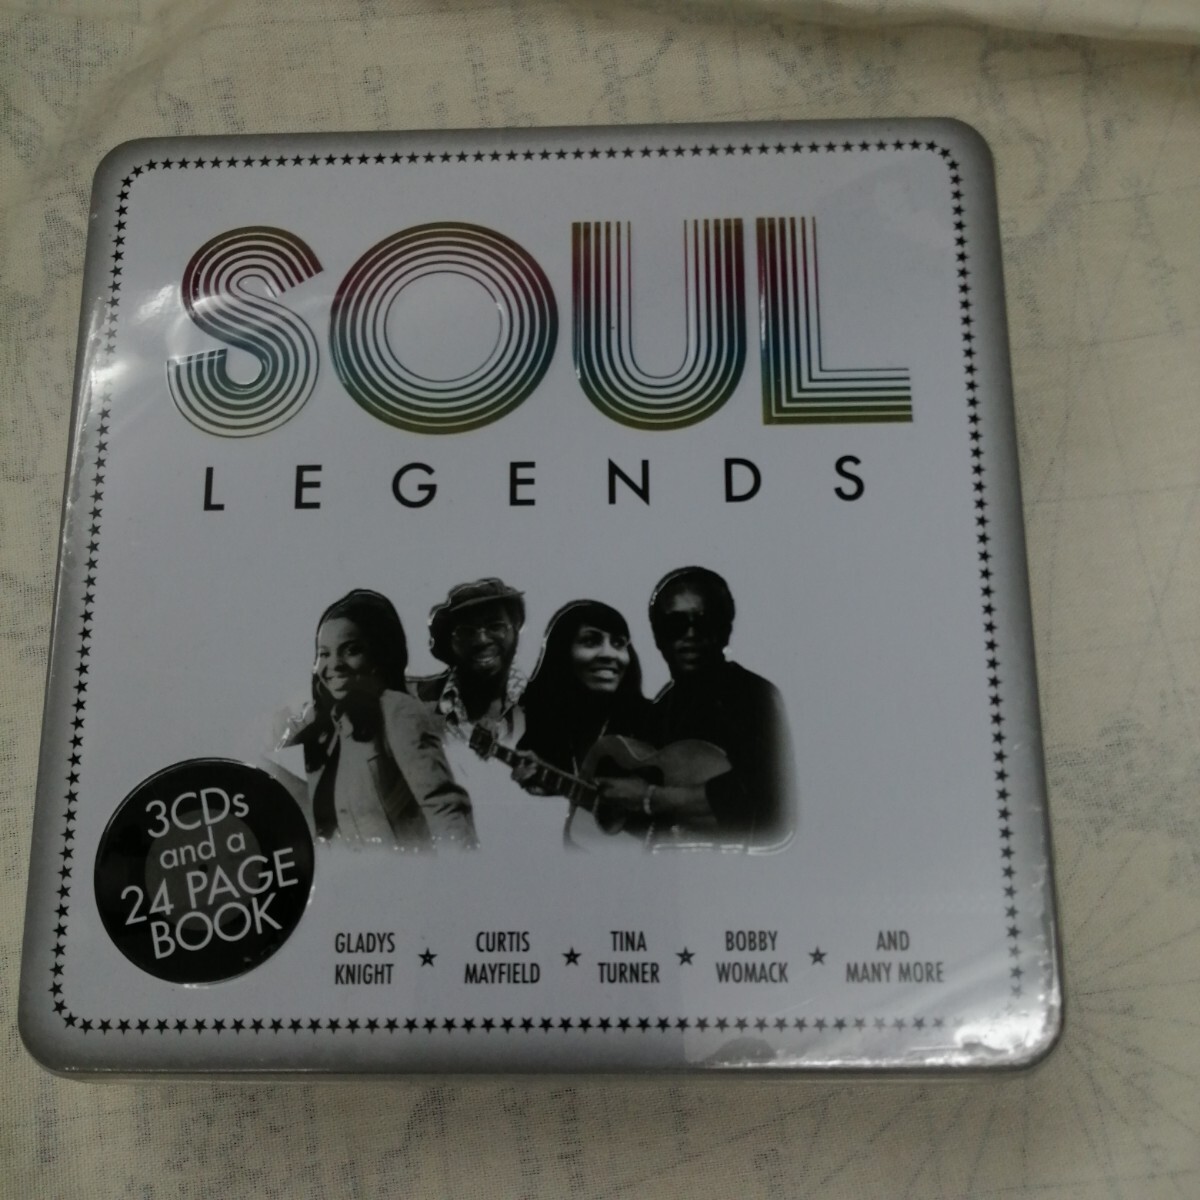 SOUL
LEGENDS
3CDs
and a
24 PAGE
BOOK
GLADYS
KNIGHT
★
CURTIS
MAYFIELD
★
TINA
TURNER
★
BOBBY
WOMACK
★
AND
MANY MORE